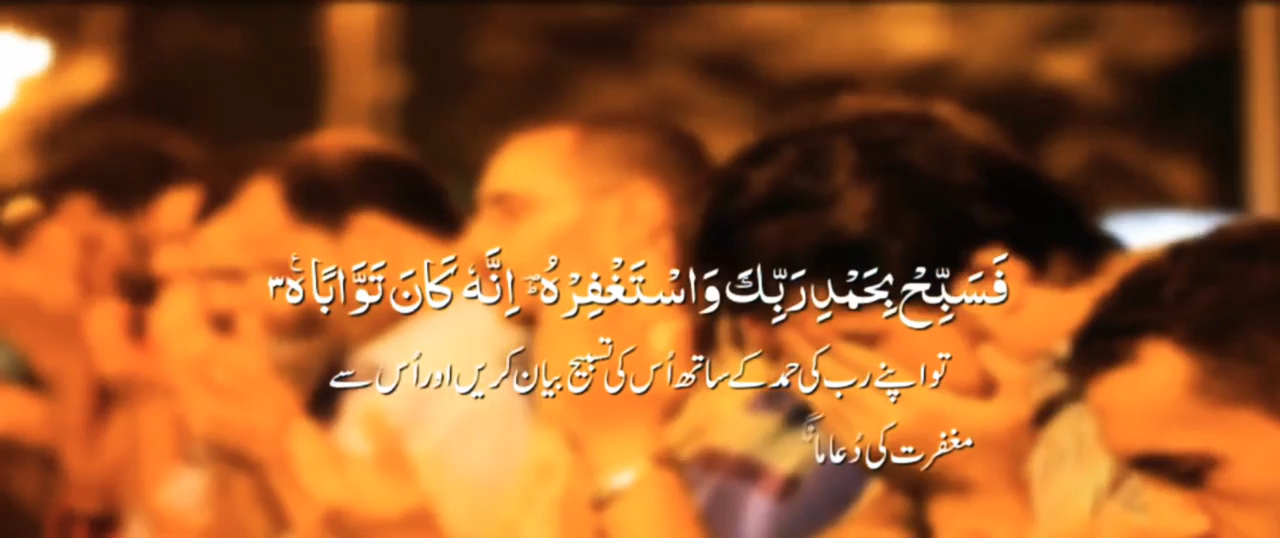 فَسَبِّحْ بِحَمْدِ رَبِّكَ وَاسْتَغْفِرْهُ ؔؕ اِنَّهٗ كَانَ تَوَّابًا ۠ ۳
تو اپنے رب کی حمد کے ساتھ اُس کی تسبیح بیان کریں اور اُس سے
مغفرت کی دُعا